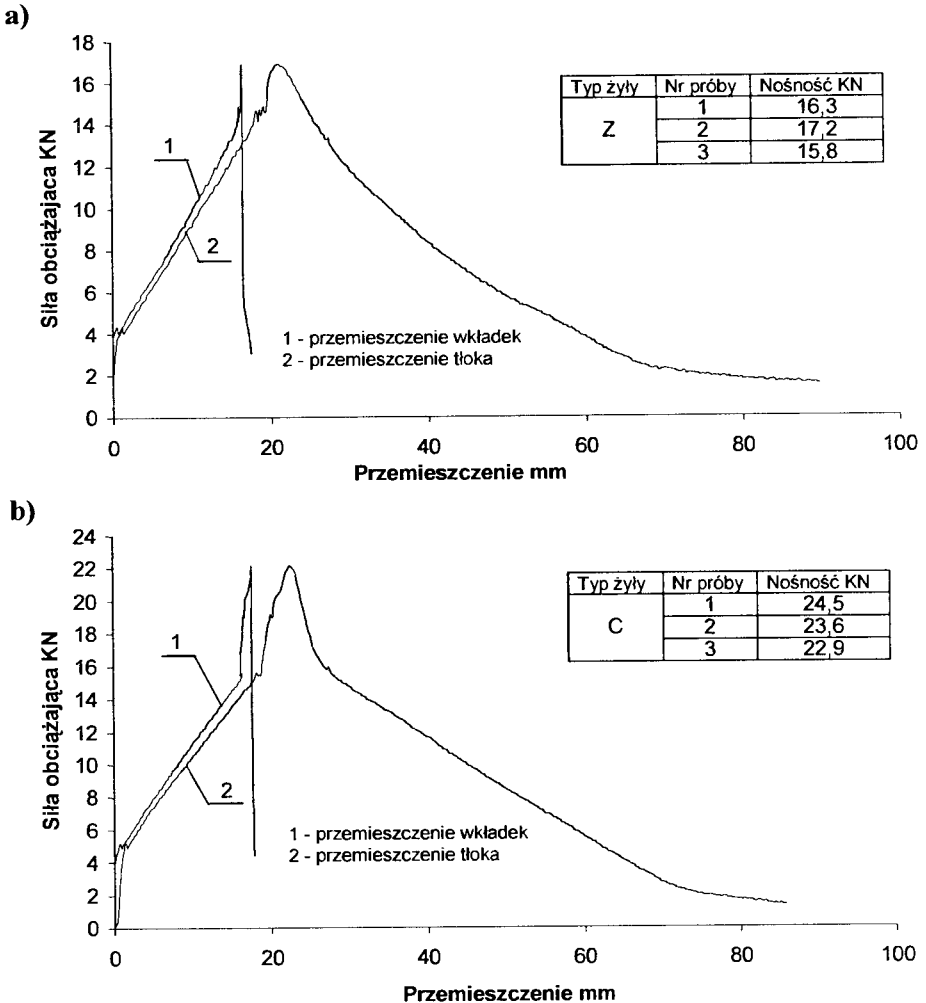 a)
Siła obciążajaca KN
18
16
14
12
10
8
6
4
2
0
1
2
Typ żyły Nr próby Nośność KN
Z
1 16,3
2 17,2
3 15,8
1 - przemieszczenie wkładek
2 - przemieszczenie tłoka
0 20 40 60 80 100
Przemieszczenie mm
b)
Siła obciążająca KN
24
22
20
18
16
14
12
10
8
6
4
2
0
1
2
Typ żyły Nr próby Nośność KN
C
1 24,5
2 23,6
3 22,9
1 - przemieszczenie wkładek
2 - przemieszczenie tłoka
0 20 40 60 80 100
Przemieszczenie mm